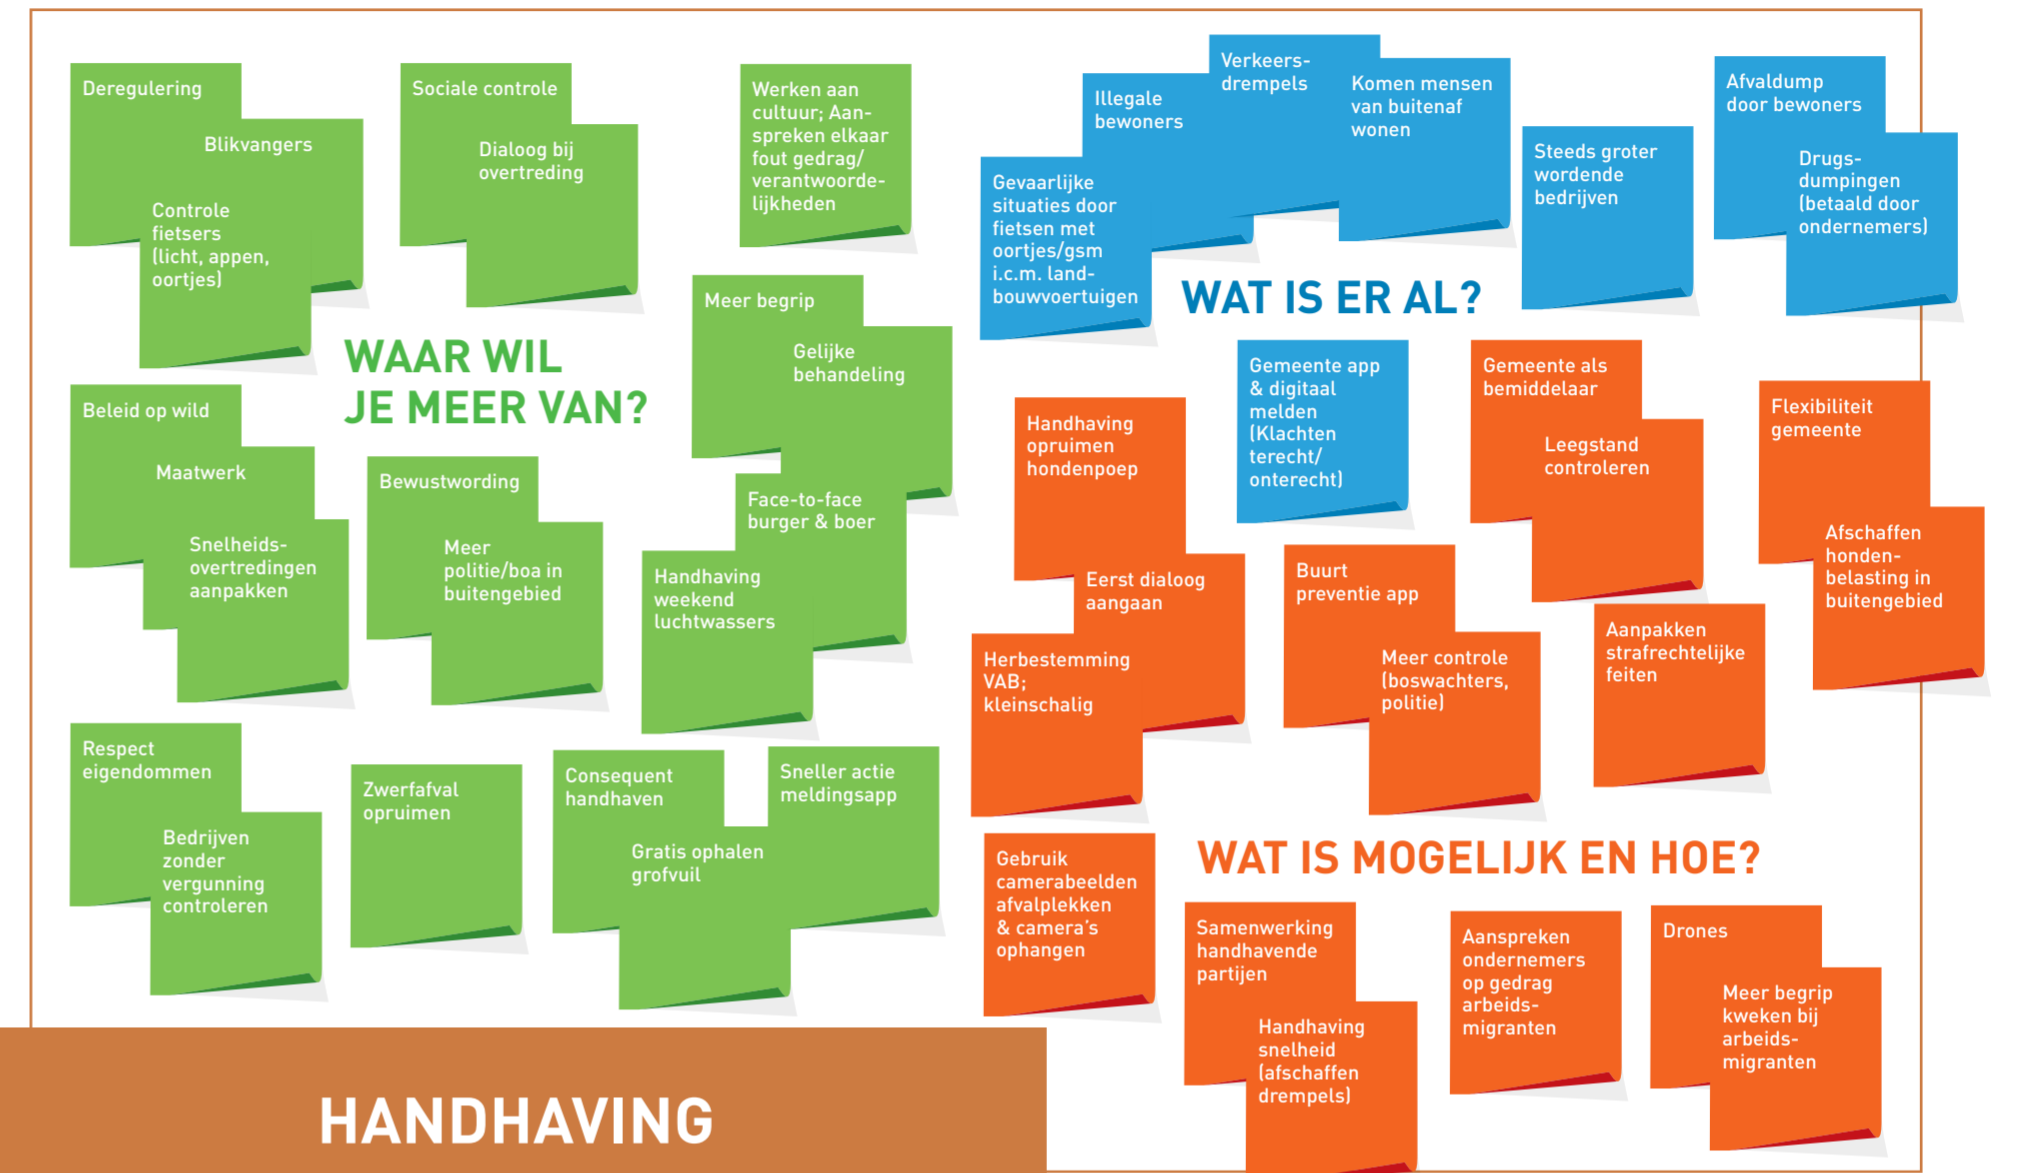 Deregulering
Blikvangers
Controle
fietsers
(licht, appen,
oortjes)
Sociale controle
Dialoog bij
overtreding
Werken aan
cultuur; Aan-
spreken elkaar
fout gedrag/
verantwoorde-
lijkheden
WAAR WIL
JE MEER VAN?
Meer begrip
Gelijke
behandeling
Face-to-face
burger & boer
Handhaving
weekend
luchtwassers
Beleid op wild
Maatwerk
Snelheids-
overtredingen
aanpakken
Bewustwording
Meer
politie/boa in
buitengebied
Respect
eigendommen
Bedrijven
zonder
vergunning
controleren
Zwerfafval
opruimen
Consequent
handhaven
Gratis ophalen
grofvuil
Sneller actie
meldingsapp
Gevaarlijke
situaties door
fietsen met
oortjes/gsm
i.c.m. land-
bouwvoertuigen
Illegale
bewoners
Verkeers-
drempels
Komen mensen
van buitenaf
wonen
Steeds groter
wordende
bedrijven
Afvaldump
door bewoners
Drugs-
dumpingen
(betaald door
ondernemers)
WAT IS ER AL?
Gemeente app
& digitaal
melden
(Klachten
terecht/
onterecht)
Handhaving
opruimen
hondenpoep
Eerst dialoog
aangaan
Herbestemming
VAB;
kleinschalig
Gemeente als
bemiddelaar
Leegstand
controleren
Flexibiliteit
gemeente
Afschaffen
honden-
belasting in
buitengebied
Buurt
preventie app
Meer controle
(boswachters,
politie)
Aanpakken
strafrechtelijke
feiten
WAT IS MOGELIJK EN HOE?
Gebruik
camerabeelden
afvalplekken
& camera's
ophangen
Samenwerking
handhavende
partijen
Handhaving
snelheid
(afschaffen
drempels)
Aanspreken
ondernemers
op gedrag
arbeids-
migranten
Drones
Meer begrip
kweken bij
arbeids-
migranten
HANDHAVING